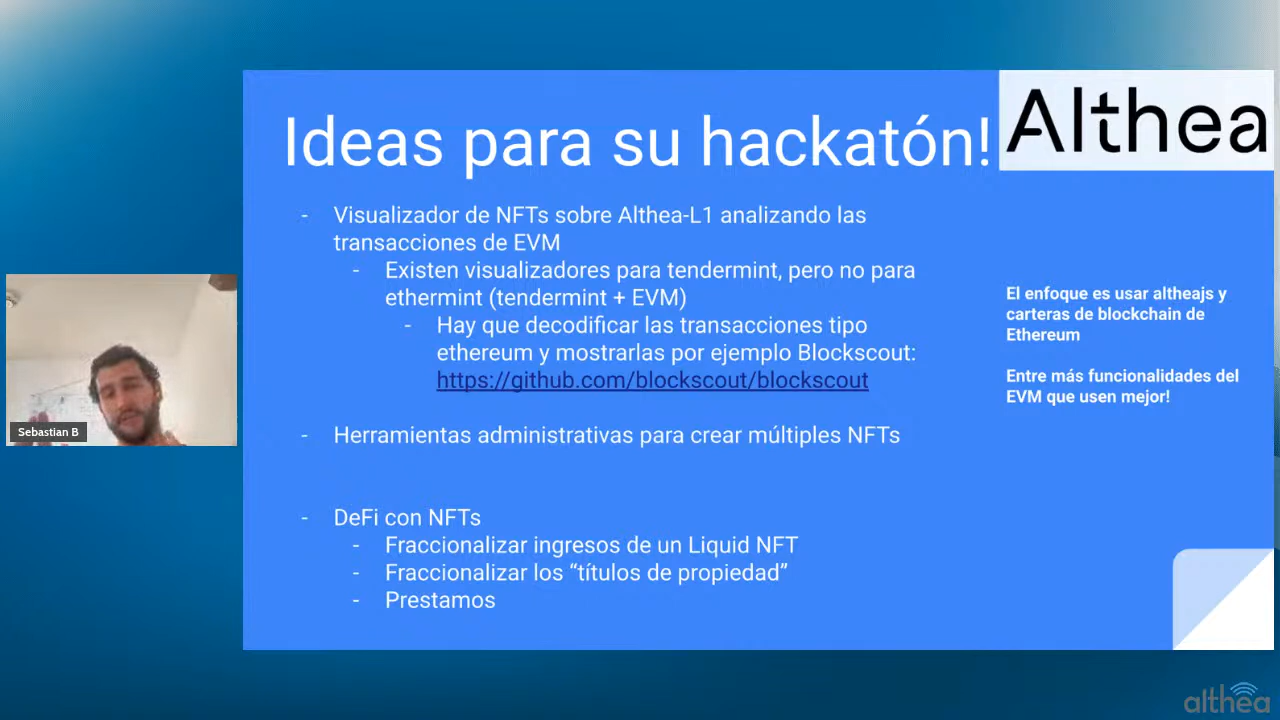 Ideas para su hackatón!
Althea
- Visualizador de NFTs sobre Althea-L1 analizando las
transacciones de EVM
- Existen visualizadores para tendermint, pero no para
ethermint (tendermint + EVM)
- Hay que decodificar las transacciones tipo
ethereum y mostrarlas por ejemplo Blockscout:
https://github.com/blockscout/blockscout
- Herramientas administrativas para crear múltiples NFTs
- DeFi con NFTs
- Fraccionalizar ingresos de un Liquid NFT
- Fraccionalizar los “títulos de propiedad”
- Prestamos
El enfoque es usar altheajs y
carteras de blockchain de
Ethereum
Entre más funcionalidades del
EVM que usen mejor!
Sebastian B
althea